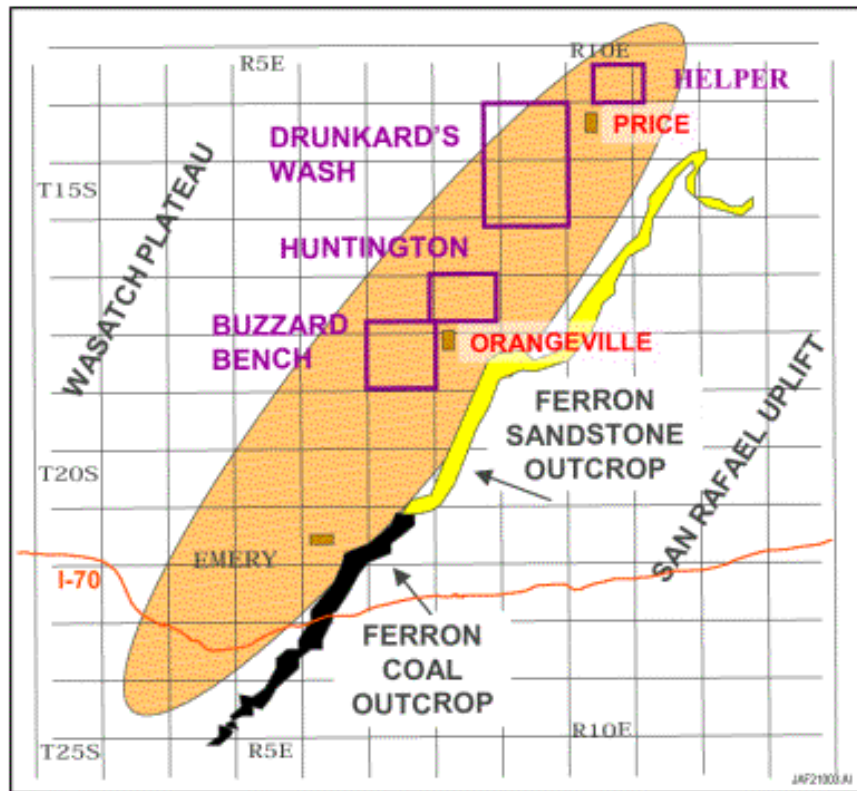 R5E
R10E
HELPER
PRICE
DRUNKARD'S
WASH
WASATCH PLATEAU
T15S
HUNTINGTON
BUZZARD
BENCH
ORANGEVILLE
FERRON
SANDSTONE
OUTCROP
SAN RAFAEL UPLIFT
T20S
EMERY
I-70
FERRON
COAL
OUTCROP
T25S
R5E
R10E
JAF21003.AI